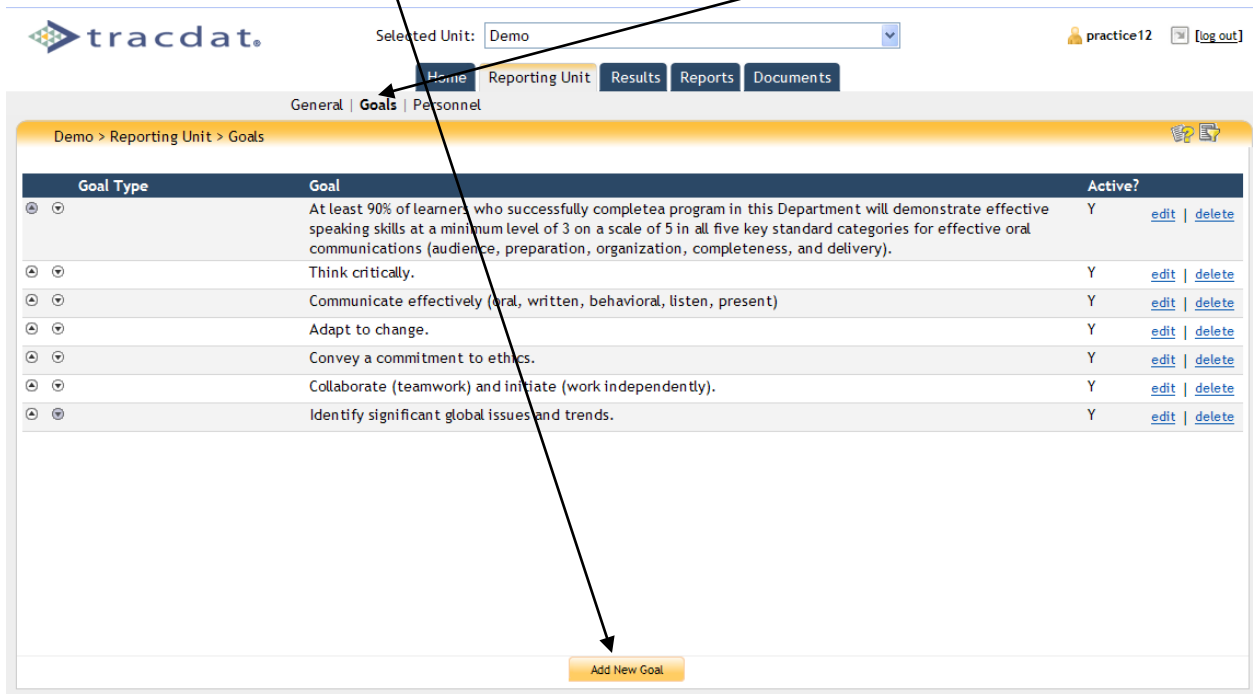 tracdat.
Selected Unit: Demo
practice12 [log out]
Home Reporting Unit Results Reports Documents
General | Goals | Personnel
Demo > Reporting Unit > Goals
Goal Type Goal Active?
At least 90% of learners who successfully completea program in this Department will demonstrate effective Y edit | delete
speaking skills at a minimum level of 3 on a scale of 5 in all five key standard categories for effective oral
communications (audience, preparation, organization, completeness, and delivery).
Think critically. Y edit | delete
Communicate effectively (oral, written, behavioral, listen, present) Y edit | delete
Adapt to change. Y edit | delete
Convey a commitment to ethics. Y edit | delete
Collaborate (teamwork) and initiate (work independently). Y edit | delete
Identify significant global issues and trends. Y edit | delete
Add New Goal